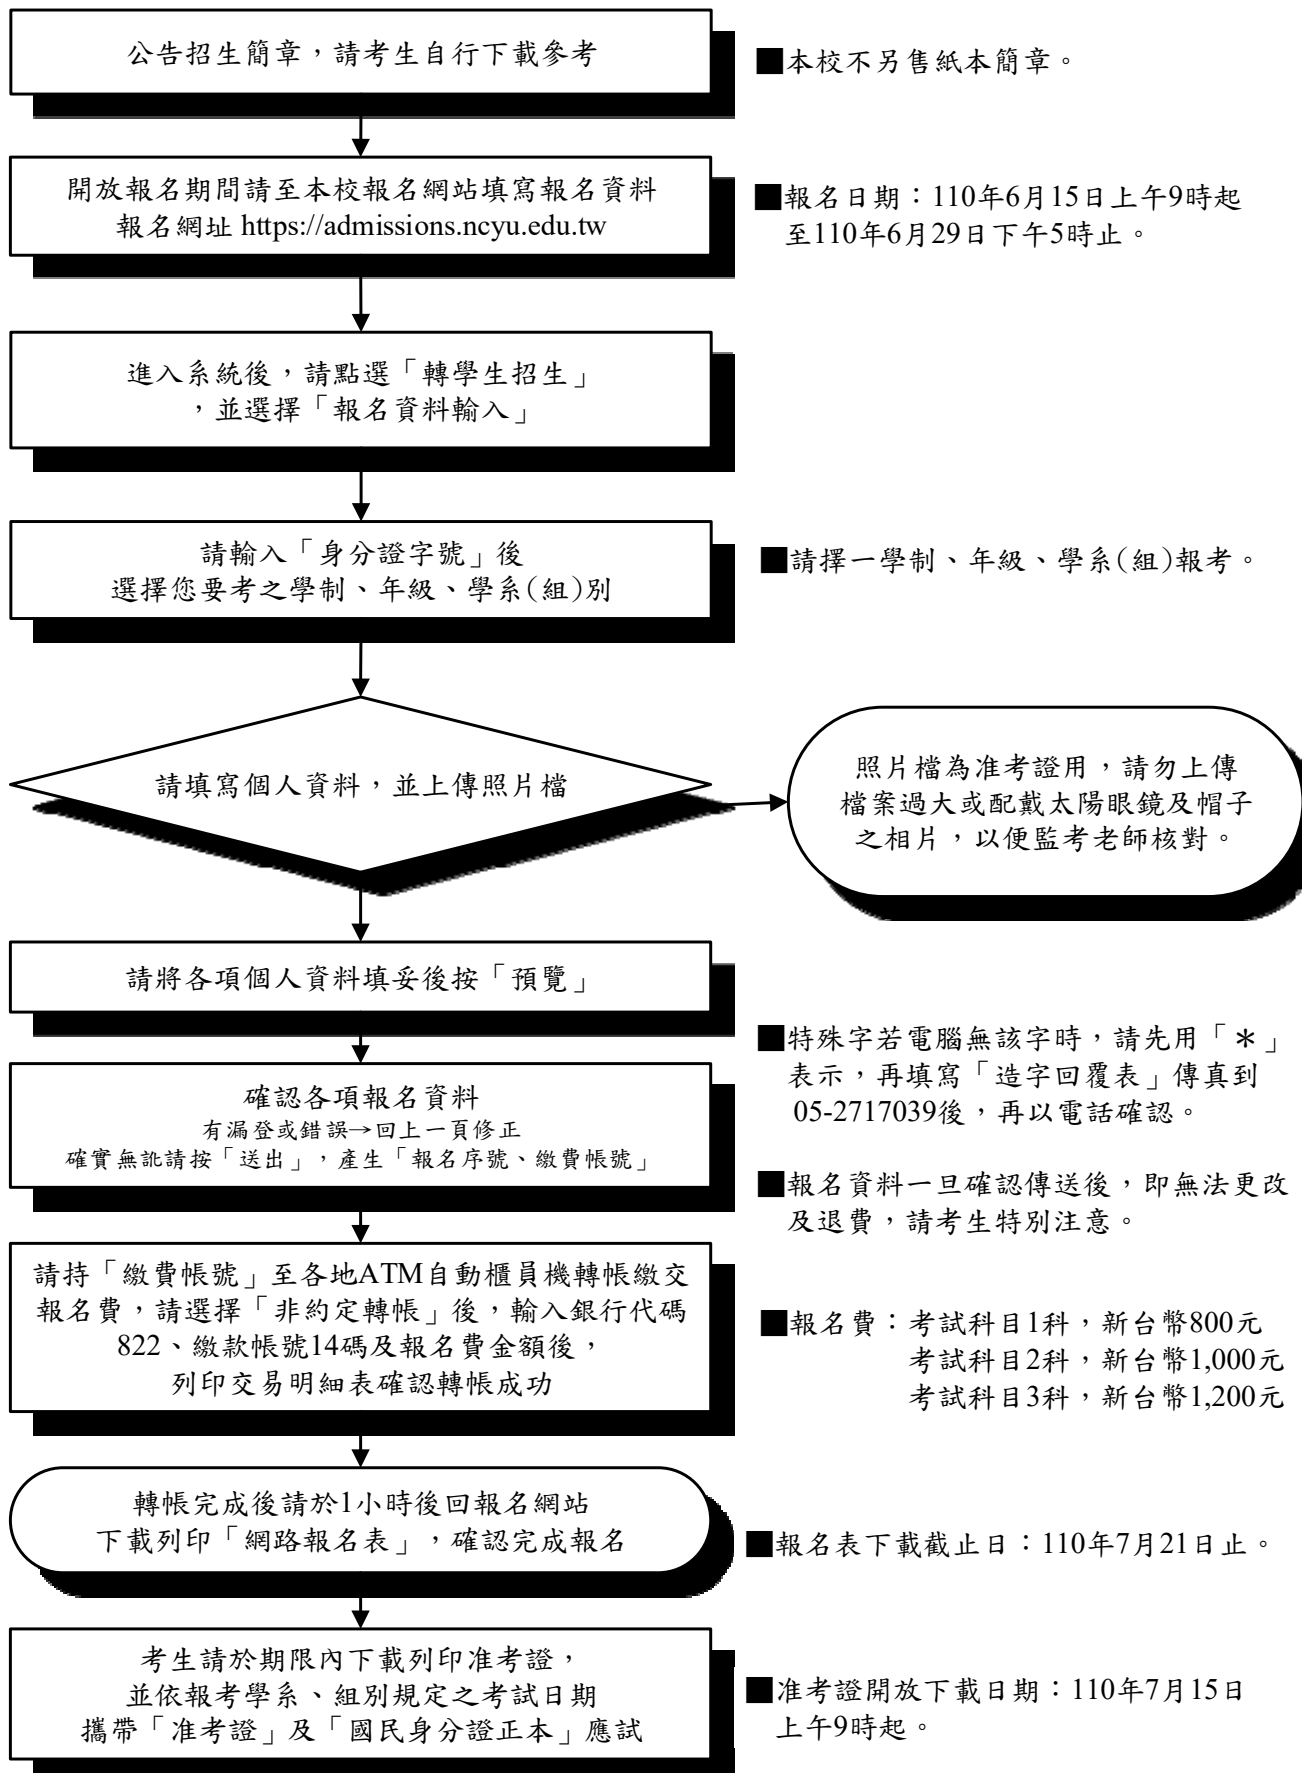 公告招生簡章，請考生自行下載參考
■本校不另售紙本簡章。
開放報名期間請至本校報名網站填寫報名資料
報名網址 https://admissions.ncyu.edu.tw
■報名日期：110年6月15日上午9時起
至110年6月29日下午5時止。
進入系統後，請點選「轉學生招生」
，並選擇「報名資料輸入」
請輸入「身分證字號」後
選擇您要考之學制、年級、學系(組)別
■請擇一學制、年級、學系(組)報考。
請填寫個人資料，並上傳照片檔
照片檔為准考證用，請勿上傳
檔案過大或配戴太陽眼鏡及帽子
之相片，以便監考老師核對。
請將各項個人資料填妥後按「預覽」
■特殊字若電腦無該字時，請先用「＊」
表示，再填寫「造字回覆表」傳真到
05-2717039後，再以電話確認。
確認各項報名資料
有漏登或錯誤→回上一頁修正
確實無訛請按「送出」，產生「報名序號、繳費帳號」
■報名資料一旦確認傳送後，即無法更改
及退費，請考生特別注意。
請持「繳費帳號」至各地ATM自動櫃員機轉帳繳交
報名費，請選擇「非約定轉帳」後，輸入銀行代碼
822、繳款帳號14碼及報名費金額後，
列印交易明細表確認轉帳成功
■報名費：考試科目1科，新台幣800元
考試科目2科，新台幣1,000元
考試科目3科，新台幣1,200元
轉帳完成後請於1小時後回報名網站
下載列印「網路報名表」，確認完成報名
■報名表下載截止日：110年7月21日止。
考生請於期限內下載列印准考證，
並依報考學系、組別規定之考試日期
攜帶「准考證」及「國民身分證正本」應試
■准考證開放下載日期：110年7月15日
上午9時起。